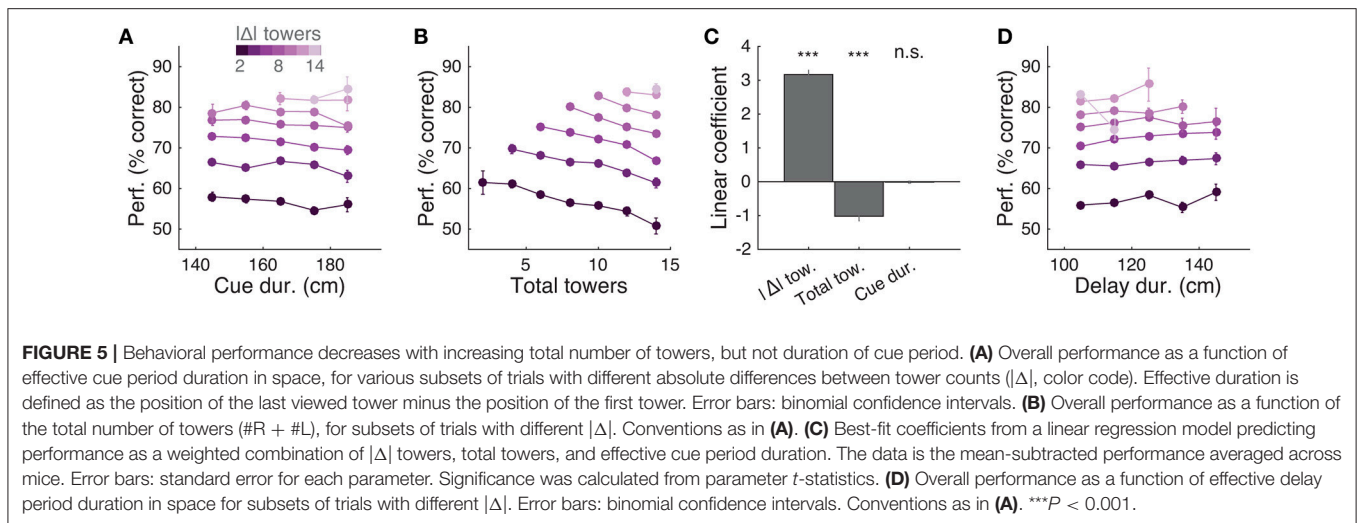 A
B
C
D
|Δ| towers
2 8 14
90
80
70
60
50
Perf. (% correct)
140 160 180
Cue dur. (cm)
90
80
70
60
50
Perf. (% correct)
5 10 15
Total towers
*** *** n.s.
4
3
2
1
0
-1
-2
Linear coefficient
|Δ| tow.
Total tow.
Cue dur.
90
80
70
60
50
Perf. (% correct)
100 120 140
Delay dur. (cm)
FIGURE 5 | Behavioral performance decreases with increasing total number of towers, but not duration of cue period. (A) Overall performance as a function of
effective cue period duration in space, for various subsets of trials with different absolute differences between tower counts (|Δ|, color code). Effective duration is
defined as the position of the last viewed tower minus the position of the first tower. Error bars: binomial confidence intervals. (B) Overall performance as a function of
the total number of towers (#R + #L), for subsets of trials with different |Δ|. Conventions as in (A). (C) Best-fit coefficients from a linear regression model predicting
performance as a weighted combination of |Δ| towers, total towers, and effective cue period duration. The data is the mean-subtracted performance averaged across
mice. Error bars: standard error for each parameter. Significance was calculated from parameter t-statistics. (D) Overall performance as a function of effective delay
period duration in space for subsets of trials with different |Δ|. Error bars: binomial confidence intervals. Conventions as in (A). ***P < 0.001.